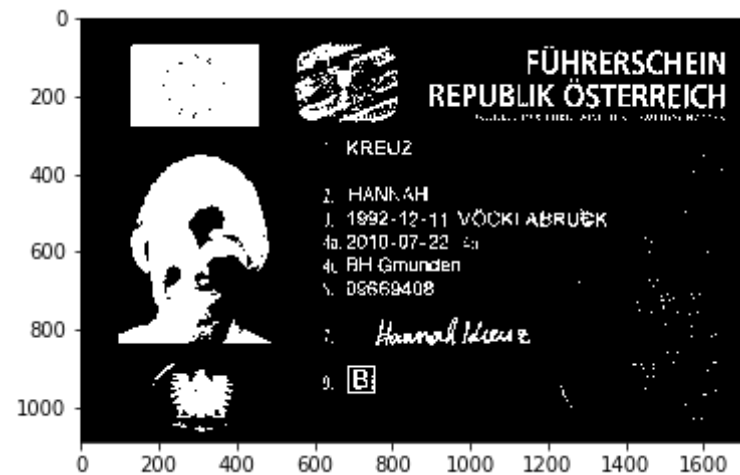 FÜHRERSCHEIN
REPUBLIK ÖSTERREICH
KREUZ
2. HANNAH
3. 1992-12-11 VÖCKLABRUCK
4a. 2010-07-22
BH Gmunden
5. 09669408
7. Hannah Kreuz
9. B
0
200
400
600
800
1000
0 200 400 600 800 1000 1200 1400 1600